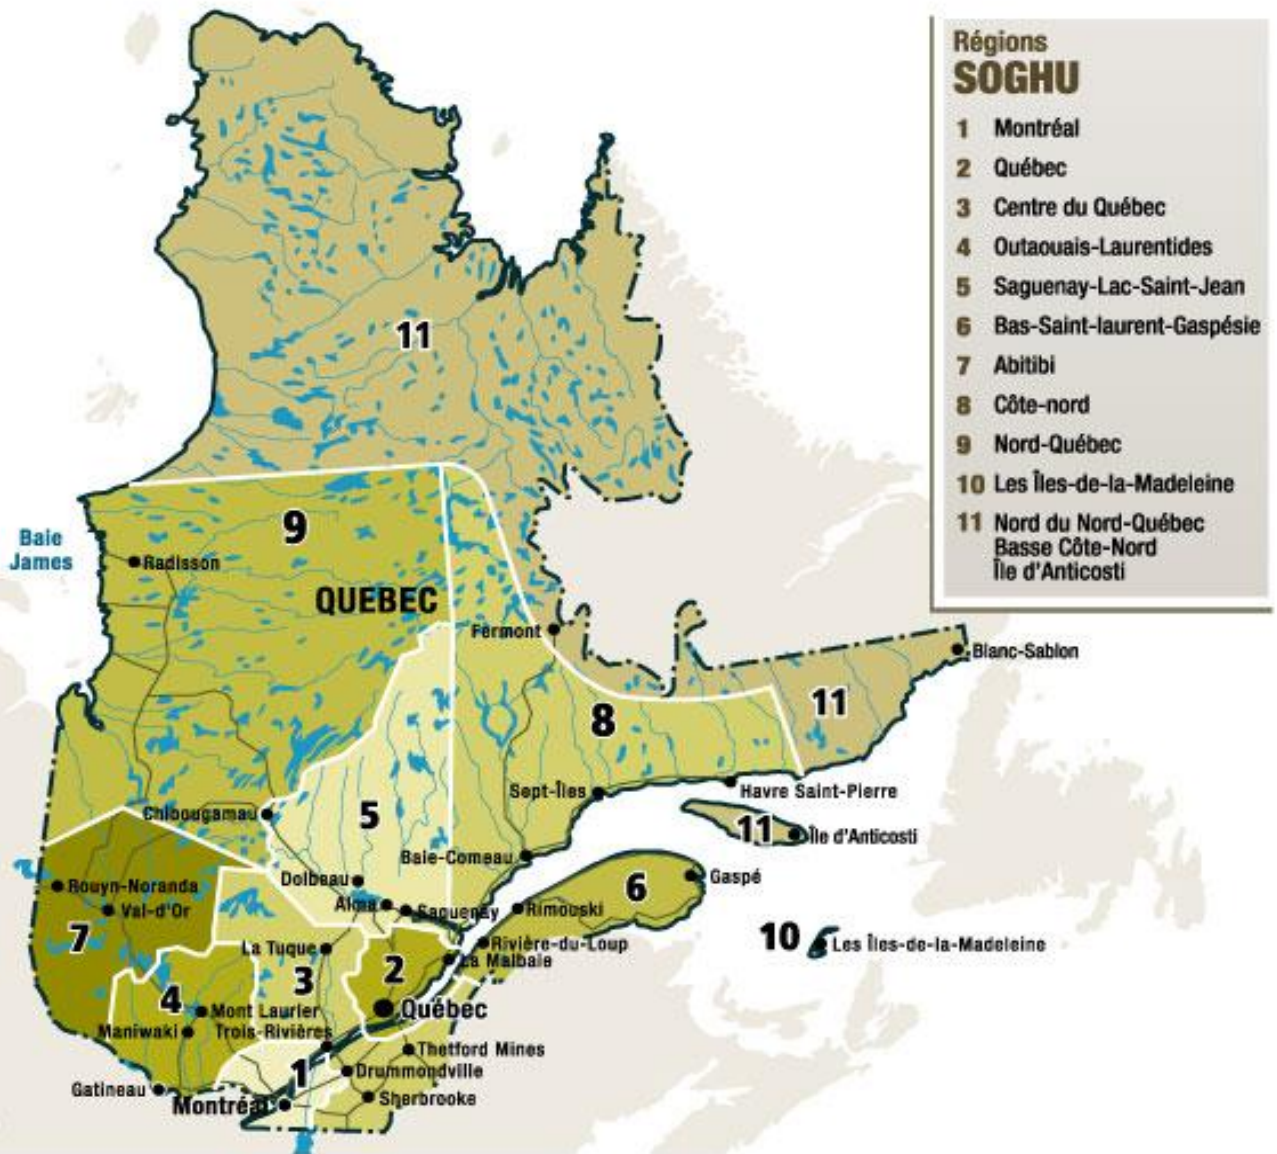 Régions
SOGHU
1 Montréal
2 Québec
3 Centre du Québec
4 Outaouais-Laurentides
5 Saguenay-Lac-Saint-Jean
6 Bas-Saint-laurent-Gaspésie
7 Abitibi
8 Côte-nord
9 Nord-Québec
10 Les Îles-de-la-Madeleine
11 Nord du Nord-Québec
Basse Côte-Nord
Île d'Anticosti
11
9
Baie
James
Radisson
QUEBEC
Fermont
Blanc-Sablon
11
8
Sept-Îles
Havre Saint-Pierre
Chibougamau
5
11
Île d'Anticosti
Baie-Comeau
Dolbeau
6
Gaspé
Rouyn-Noranda
Val-d'Or
Alma
Saguenay
Rimouski
7
10
Les Îles-de-la-Madeleine
La Tuque
Rivière-du-Loup
La Malbaie
2
3
4
Mont Laurier
Québec
Maniwaki
Trois-Rivières
Thetford Mines
1
Drummondville
Gatineau
Montréal
Sherbrooke